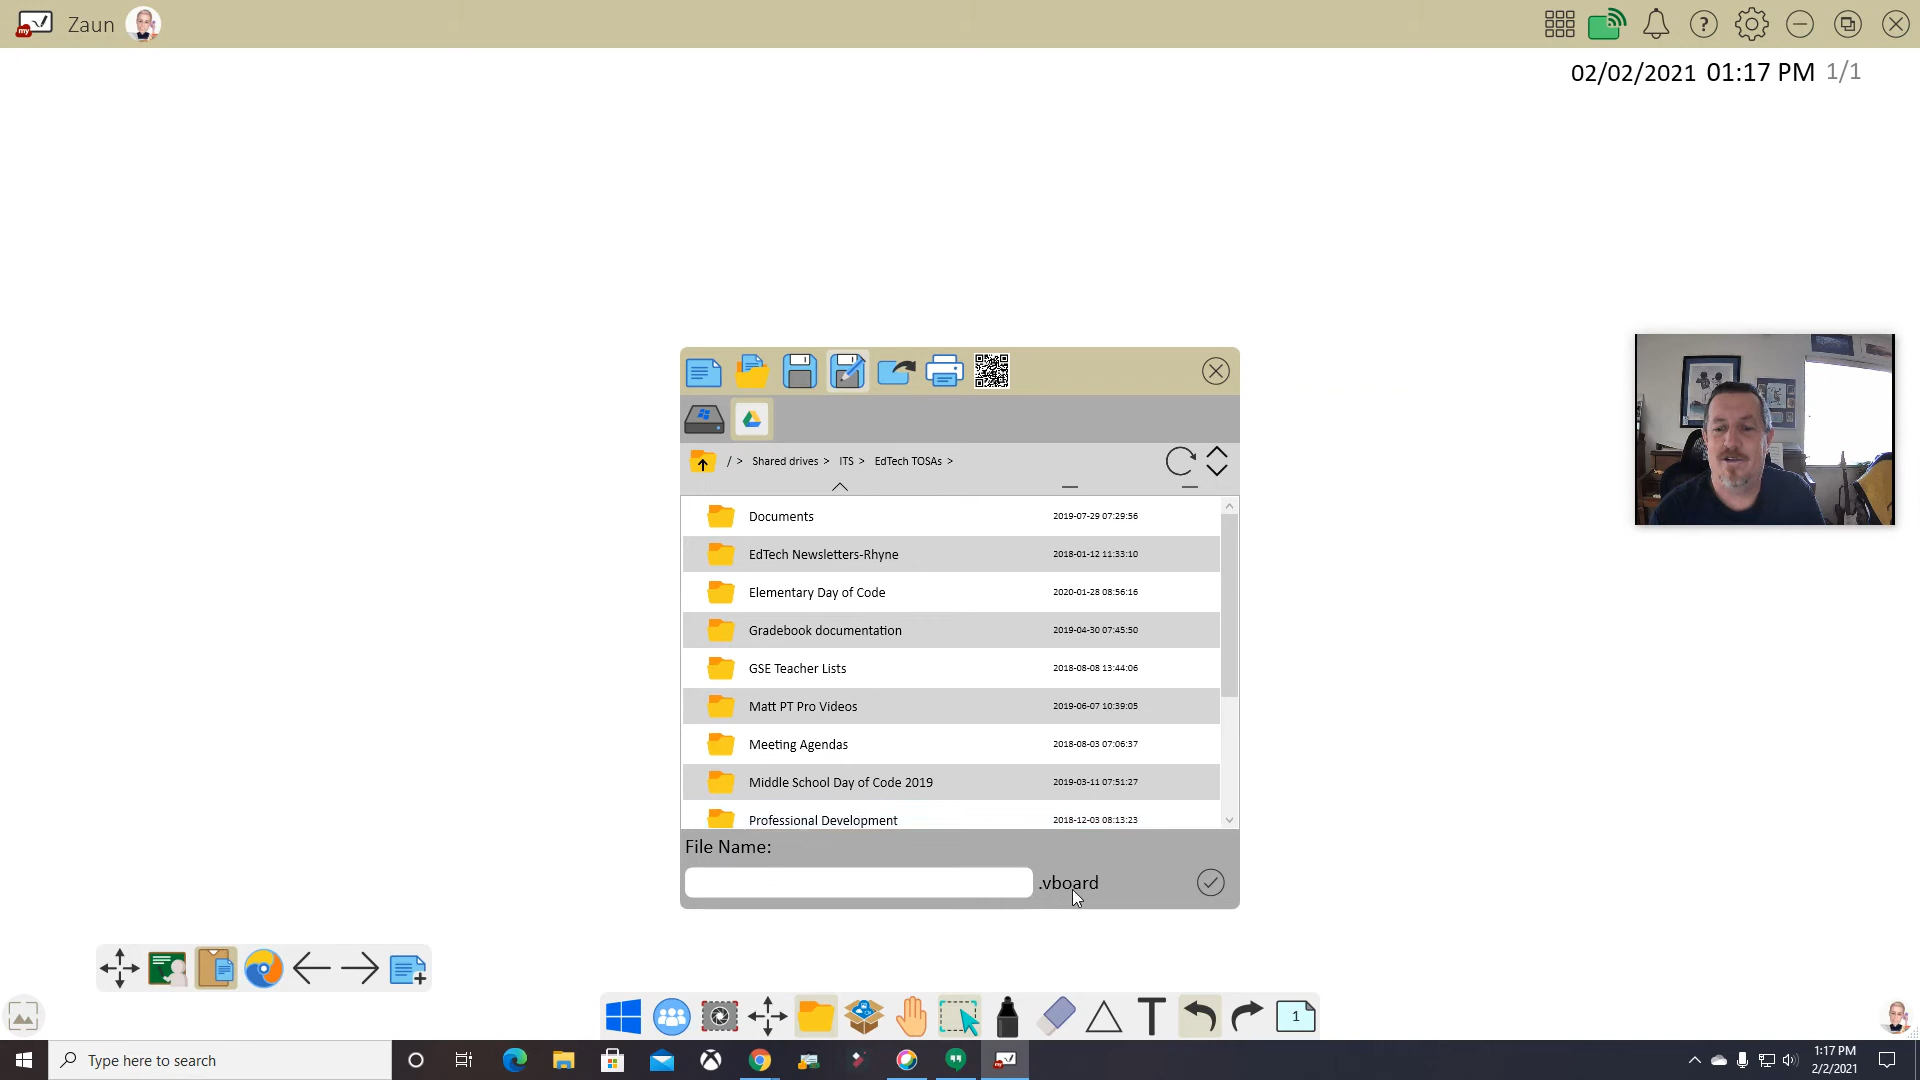 my
Zaun
?
02/02/2021 01:17 PM 1/1
/ > Shared drives > ITS > EdTech TOSAs >
Documents 2019-07-29 07:29:56
EdTech Newsletters-Rhyne 2018-01-12 11:33:10
Elementary Day of Code 2020-01-28 08:56:16
Gradebook documentation 2019-04-30 07:45:50
GSE Teacher Lists 2018-08-08 13:44:06
Matt PT Pro Videos 2019-06-07 10:39:05
Meeting Agendas 2018-08-03 07:06:37
Middle School Day of Code 2019 2019-03-11 07:51:27
Professional Development 2018-12-03 08:13:23
File Name:
.vboard
T
1
Type here to search
1:17 PM
2/2/2021